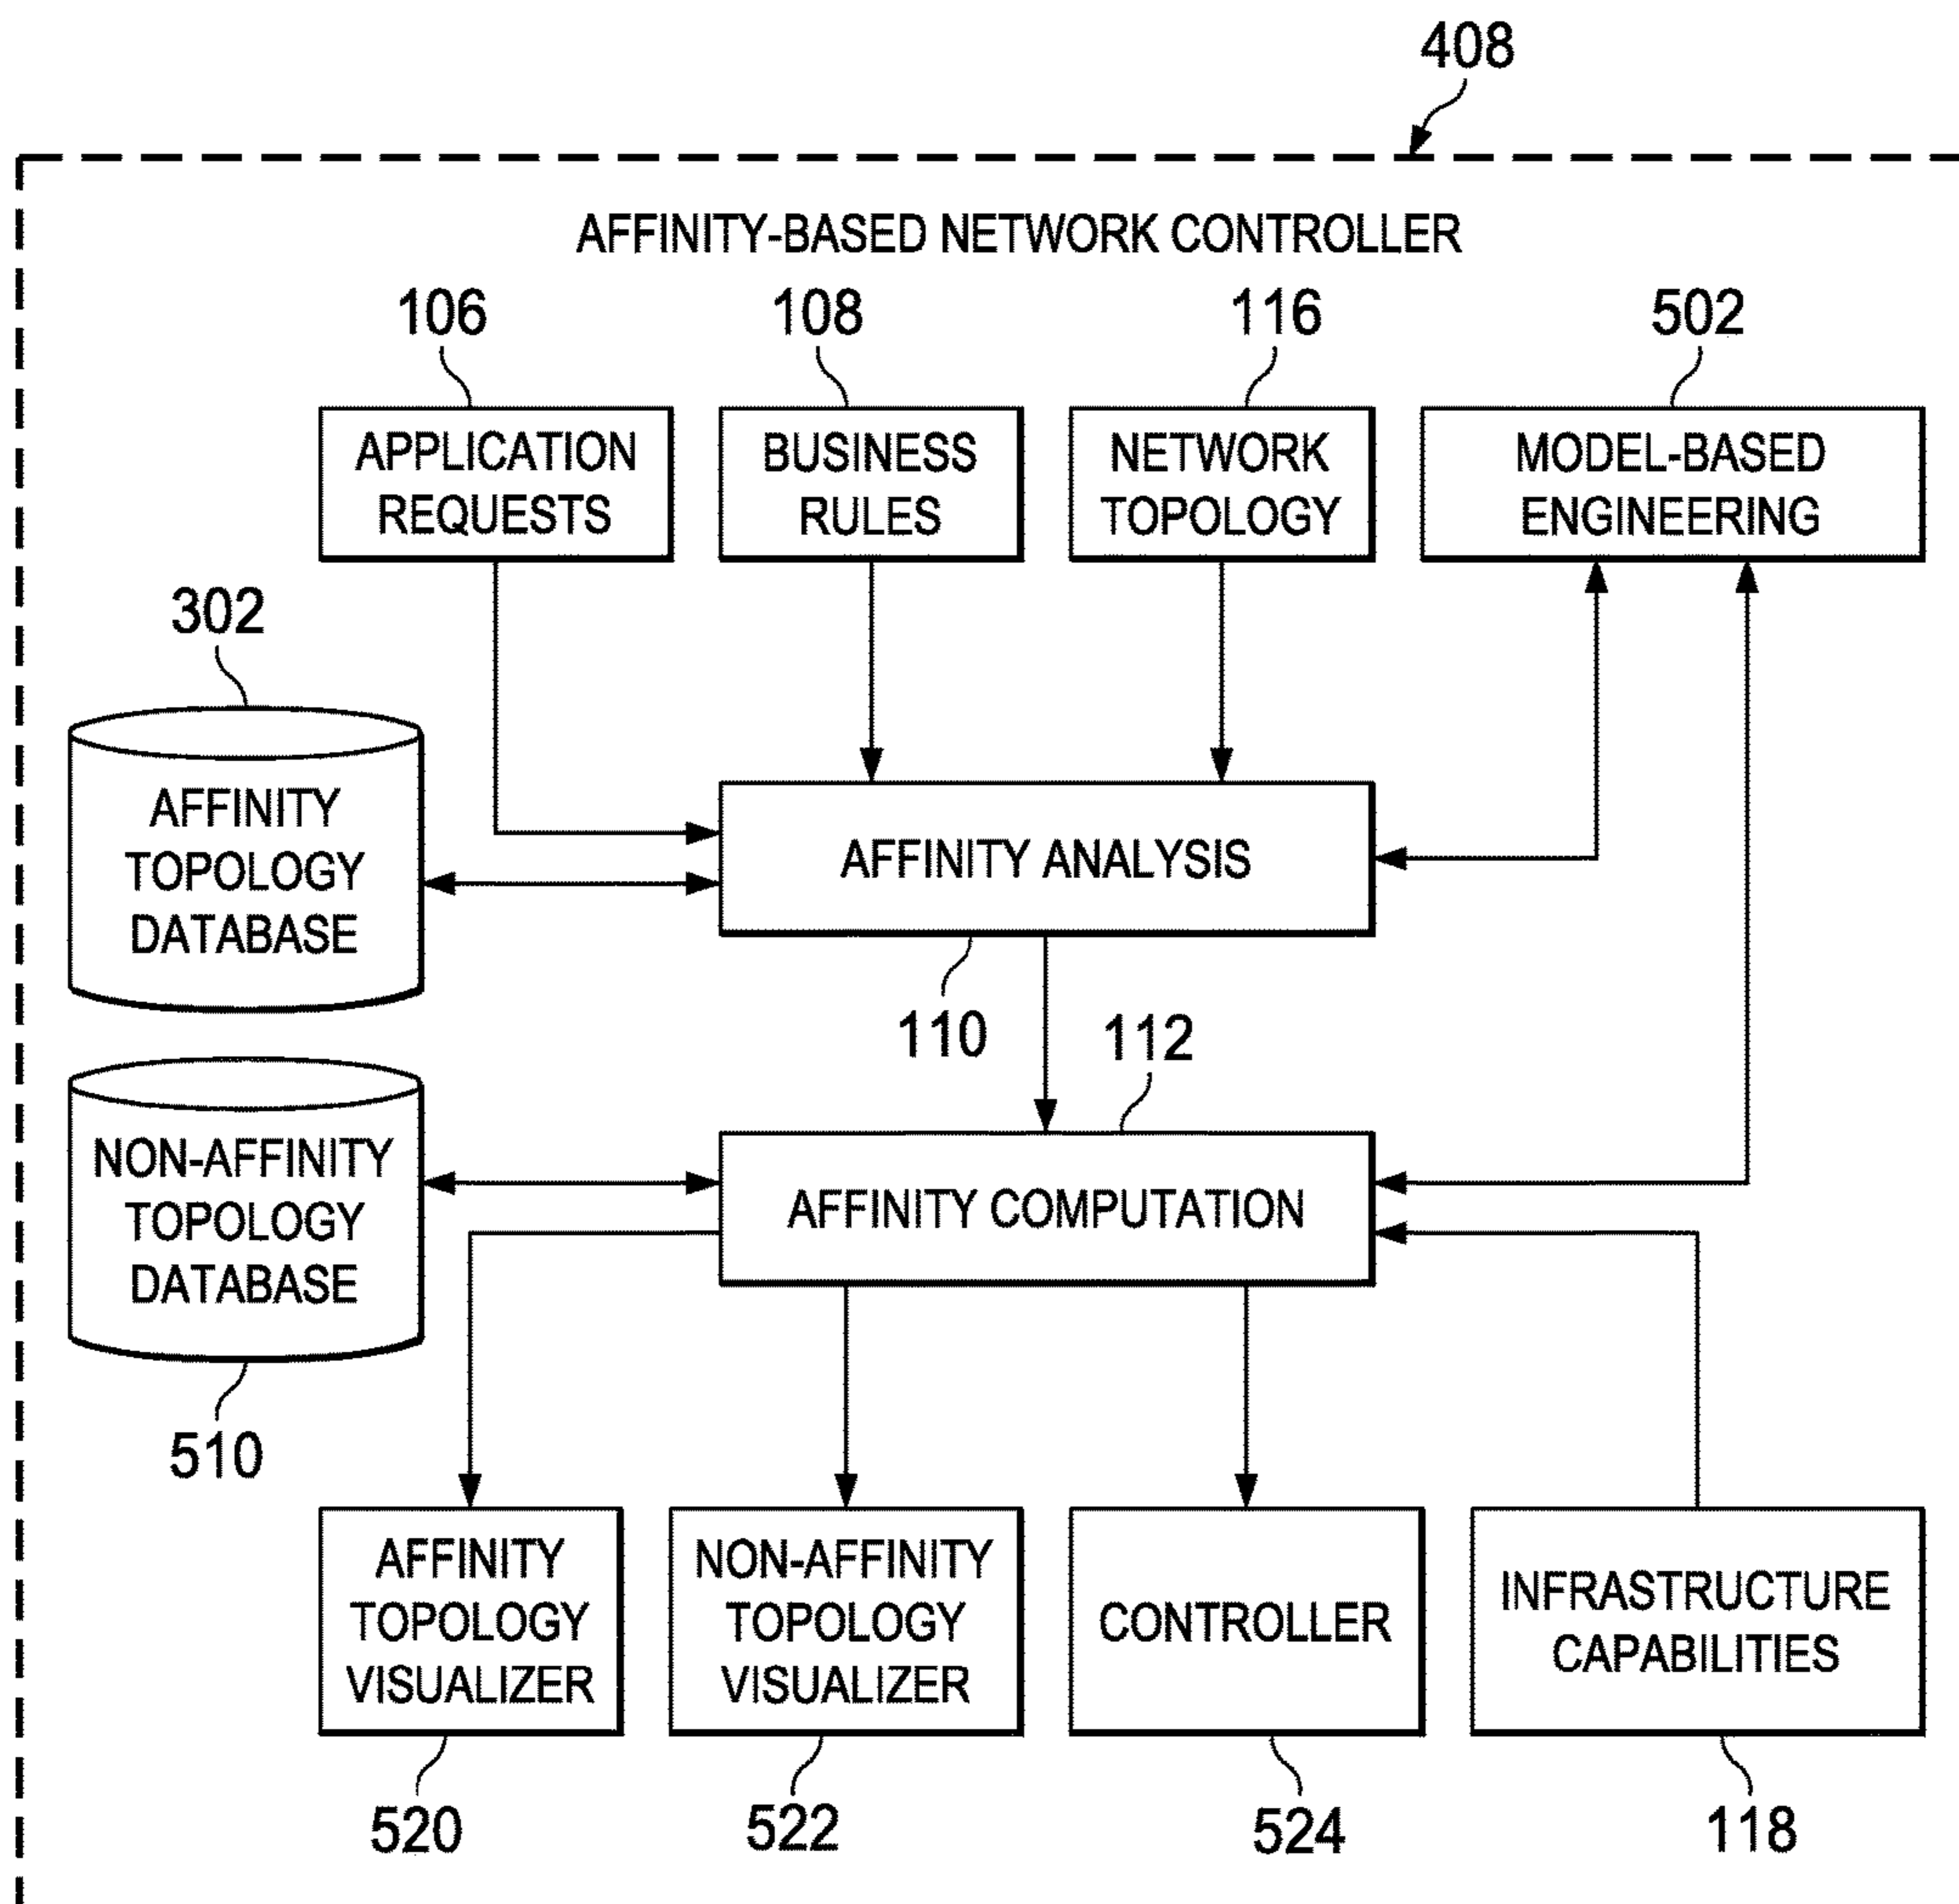 408
AFFINITY-BASED NETWORK CONTROLLER
106
108
116
502
APPLICATION
REQUESTS
BUSINESS
RULES
NETWORK
TOPOLOGY
MODEL-BASED
ENGINEERING
302
AFFINITY
TOPOLOGY
DATABASE
AFFINITY ANALYSIS
110
112
NON-AFFINITY
TOPOLOGY
DATABASE
AFFINITY COMPUTATION
510
AFFINITY
TOPOLOGY
VISUALIZER
NON-AFFINITY
TOPOLOGY
VISUALIZER
CONTROLLER
INFRASTRUCTURE
CAPABILITIES
520
522
524
118